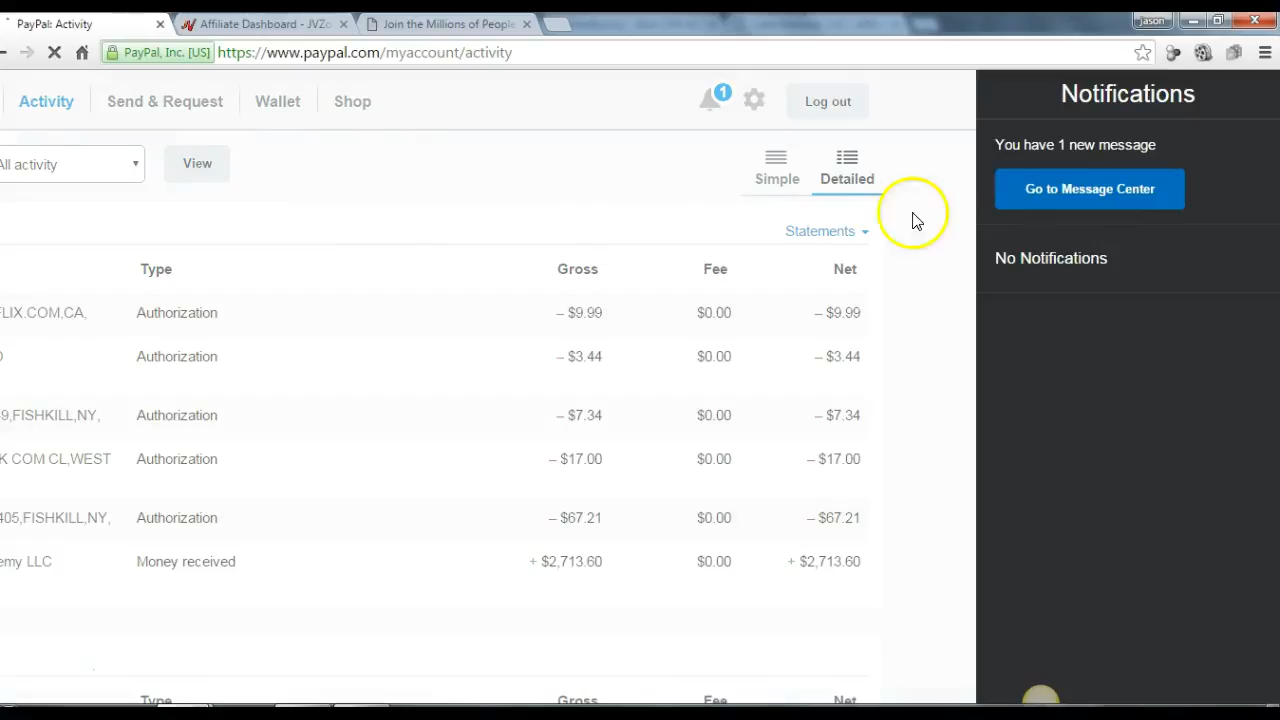 PayPal: Activity
Affiliate Dashboard - JVZo
Join the Millions of People
Jason
PayPal, Inc. [US]
https://www.paypal.com/myaccount/activity
Activity
Send & Request
Wallet
Shop
1
Log out
All activity
View
Simple
Detailed
Statements
Type Gross Fee Net
FLIX.COM,CA, Authorization – $9.99 $0.00 – $9.99
Authorization – $3.44 $0.00 – $3.44
9,FISHKILL,NY, Authorization – $7.34 $0.00 – $7.34
K COM CL,WEST Authorization – $17.00 $0.00 – $17.00
405,FISHKILL,NY, Authorization – $67.21 $0.00 – $67.21
emy LLC Money received + $2,713.60 $0.00 + $2,713.60
Type Gross Fee Net
Notifications
You have 1 new message
Go to Message Center
No Notifications